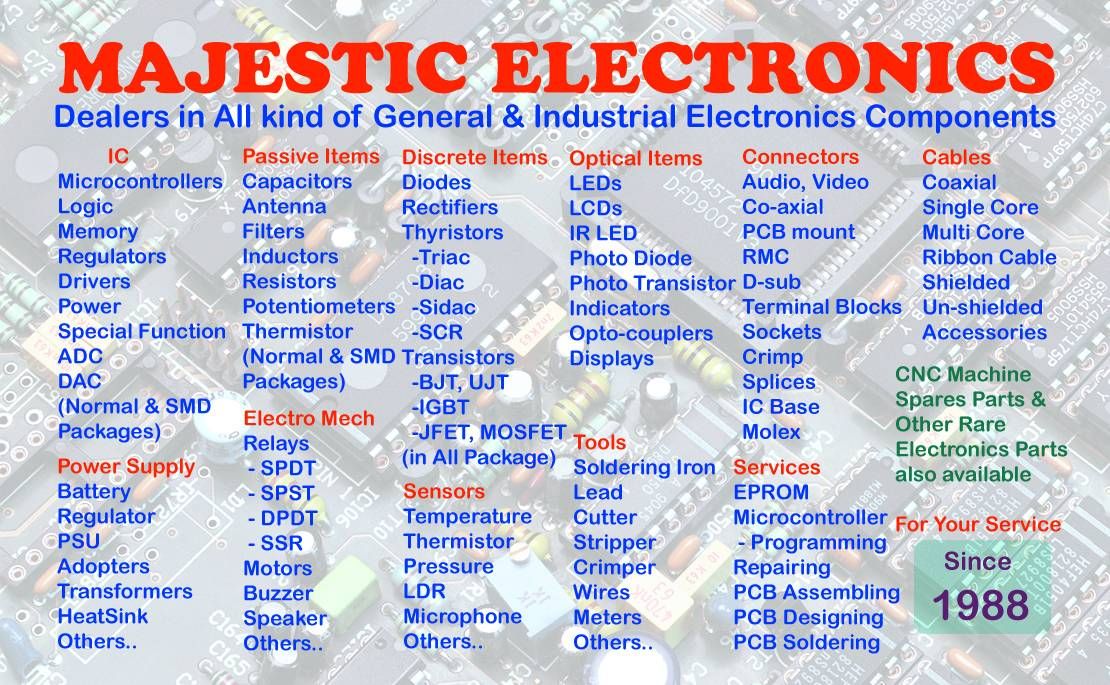 MAJESTIC ELECTRONICS
Dealers in All kind of General & Industrial Electronics Components
IC
Microcontrollers
Logic
Memory
Regulators
Drivers
Power
Special Function
ADC
DAC
(Normal & SMD
Packages)
Power Supply
Battery
Regulator
PSU
Adopters
Transformers
HeatSink
Others..
Passive Items
Capacitors
Antenna
Filters
Inductors
Resistors
Potentiometers
Thermistor
(Normal & SMD
Packages)
Electro Mech
Relays
- SPDT
- SPST
- DPDT
- SSR
Motors
Buzzer
Speaker
Others..
Discrete Items
Diodes
Rectifiers
Thyristors
-Triac
-Diac
-Sidac
-SCR
Transistors
-BJT, UJT
-IGBT
-JFET, MOSFET
(in All Package)
Sensors
Temperature
Thermistor
Pressure
LDR
Microphone
Others..
Optical Items
LEDs
LCDs
IR LED
Photo Diode
Photo Transistor
Indicators
Opto-couplers
Displays
Tools
Soldering Iron
Lead
Cutter
Stripper
Crimper
Wires
Meters
Others..
Connectors
Audio, Video
Co-axial
PCB mount
RMC
D-sub
Terminal Blocks
Sockets
Crimp
Splices
IC Base
Molex
Services
EPROM
Microcontroller
- Programming
Repairing
PCB Assembling
PCB Designing
PCB Soldering
Cables
Coaxial
Single Core
Multi Core
Ribbon Cable
Shielded
Un-shielded
Accessories
CNC Machine
Spares Parts &
Other Rare
Electronics Parts
also available
For Your Service
Since
1988